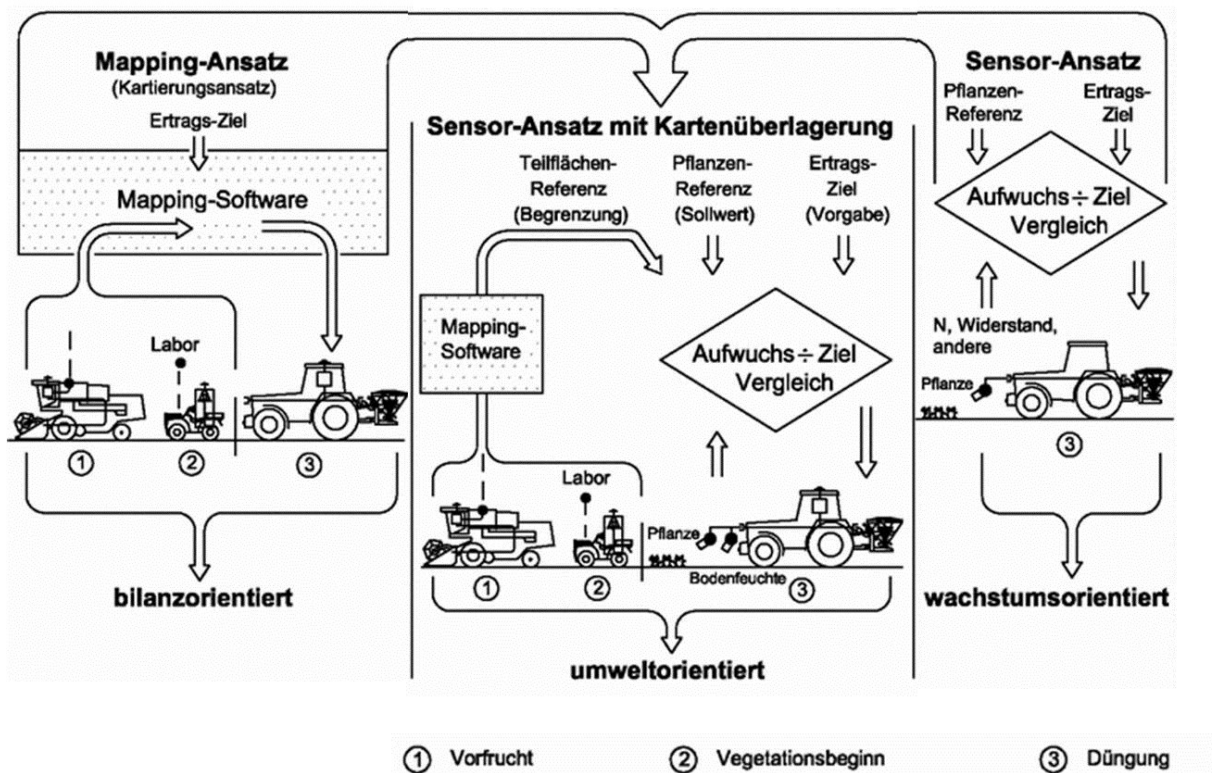 Mapping-Ansatz
(Kartierungsansatz)
Ertrags-Ziel
Mapping-Software
Labor
1
2
3
bilanzorientiert
Sensor-Ansatz mit Kartenüberlagerung
Teilflächen-
Referenz
(Begrenzung)
Pflanzen-
Referenz
(Sollwert)
Ertrags-
Ziel
(Vorgabe)
Mapping-
Software
Aufwuchs÷Ziel
Vergleich
Labor
Pflanze
Bodenfeuchte
1
2
3
umweltorientiert
Sensor-Ansatz
Pflanzen-
Referenz
Ertrags-
Ziel
Aufwuchs÷Ziel
Vergleich
N, Widerstand,
andere
Pflanze
3
wachstumsorientiert
1 Vorfrucht
2 Vegetationsbeginn
3 Düngung